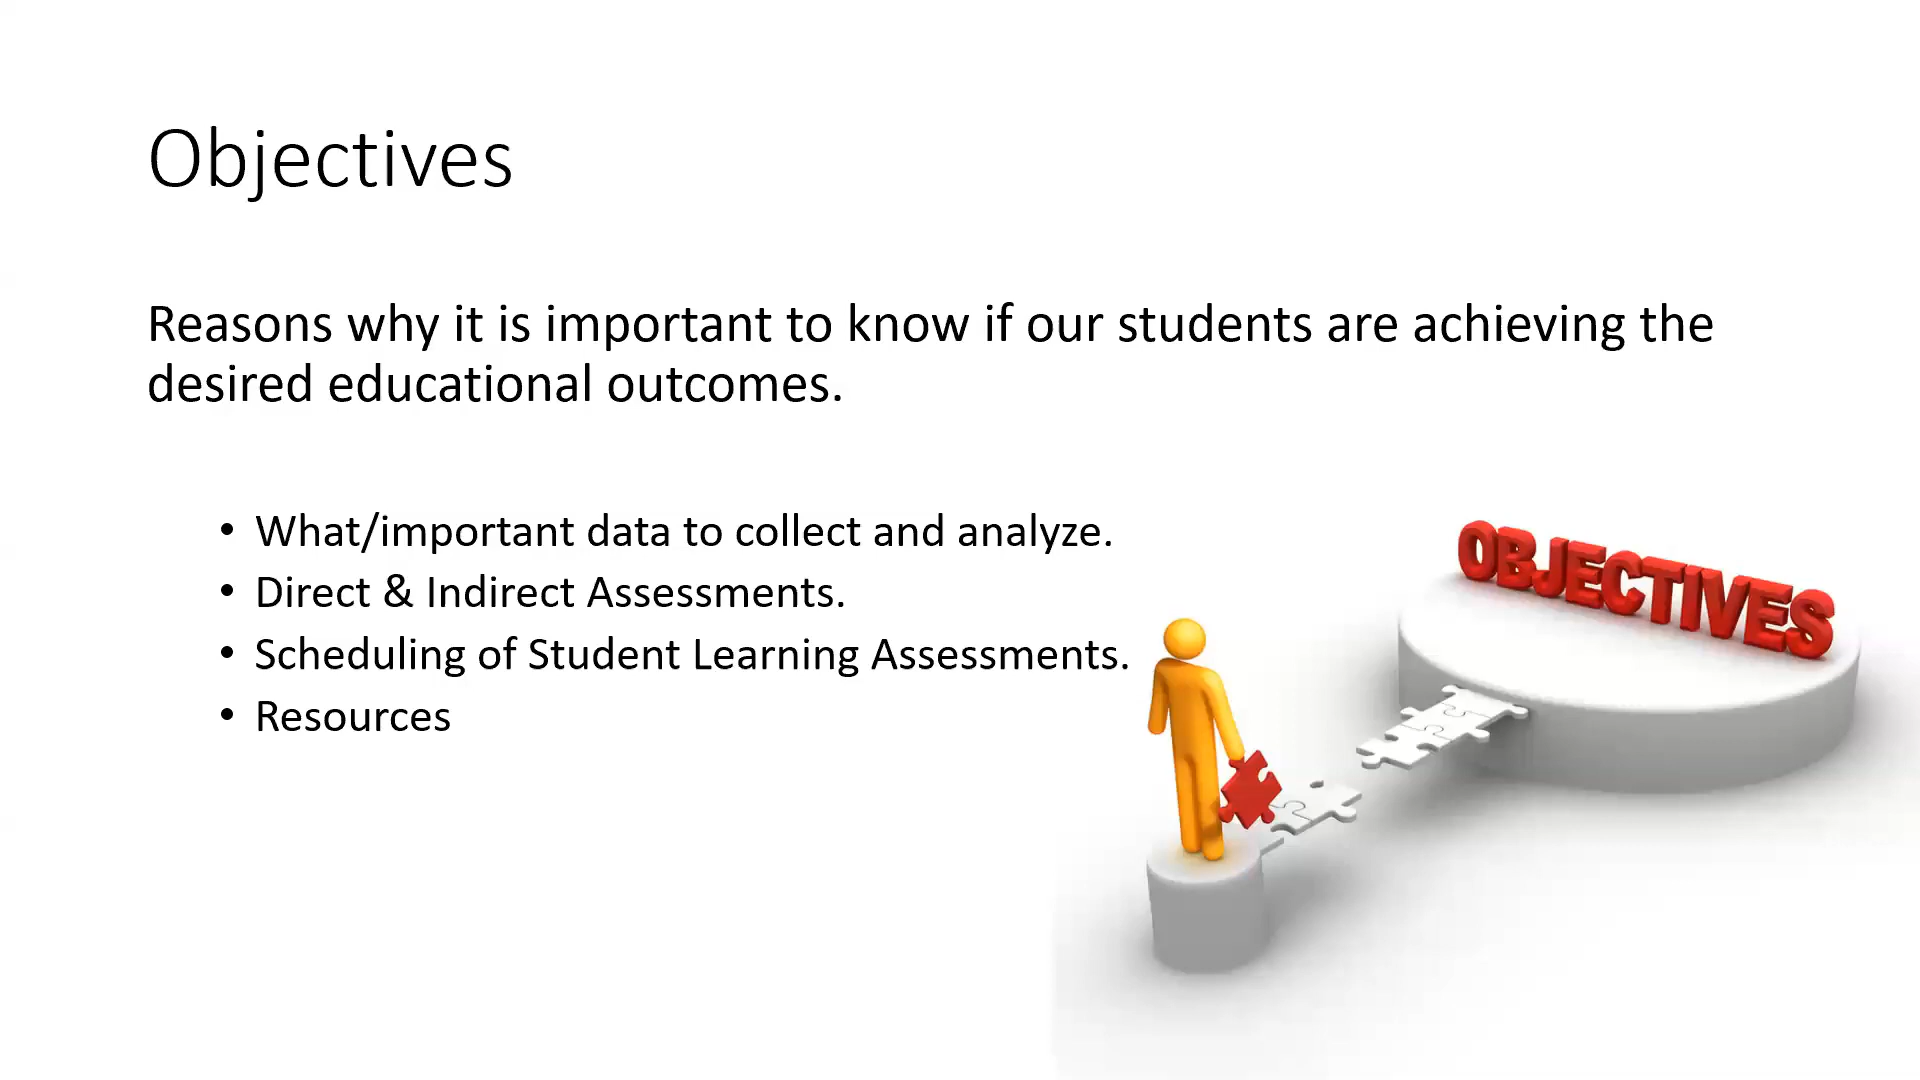 Objectives
Reasons why it is important to know if our students are achieving the
desired educational outcomes.
• What/important data to collect and analyze.
• Direct & Indirect Assessments.
• Scheduling of Student Learning Assessments.
• Resources
OBJECTIVES